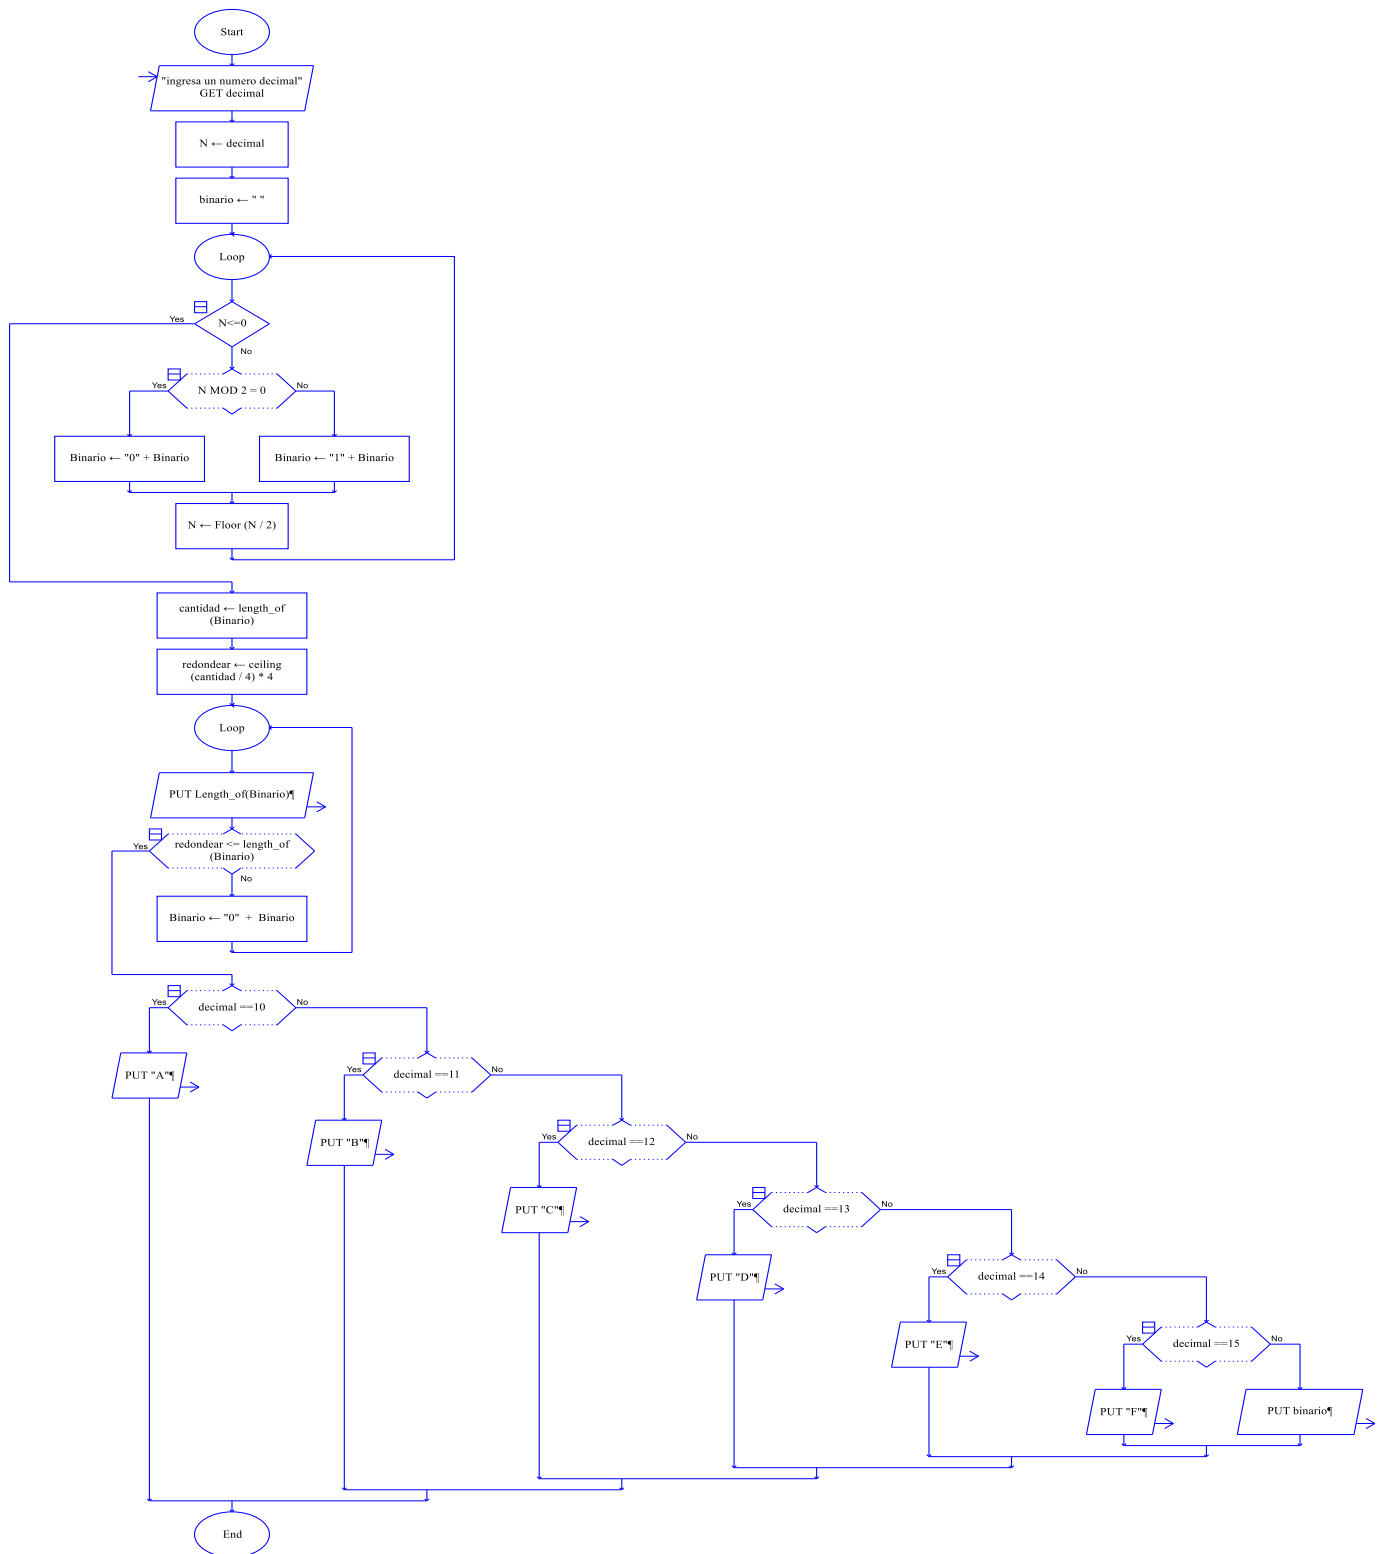 Start
"ingresa un numero decimal"
GET decimal
N ← decimal
binario ← " "
Loop
N<=0
Yes
No
N MOD 2 = 0
Yes
No
Binario ← "0" + Binario
Binario ← "1" + Binario
N ← Floor (N / 2)
cantidad ← length_of
(Binario)
redondear ← ceiling
(cantidad / 4) * 4
Loop
PUT Length_of(Binario)¶
redondear <= length_of
(Binario)
Yes
No
Binario ← "0" + Binario
decimal ==10
Yes
No
PUT "A"¶
decimal ==11
Yes
No
PUT "B"¶
decimal ==12
Yes
No
PUT "C"¶
decimal ==13
Yes
No
PUT "D"¶
decimal ==14
Yes
No
PUT "E"¶
decimal ==15
Yes
No
PUT "F"¶
PUT binario¶
End